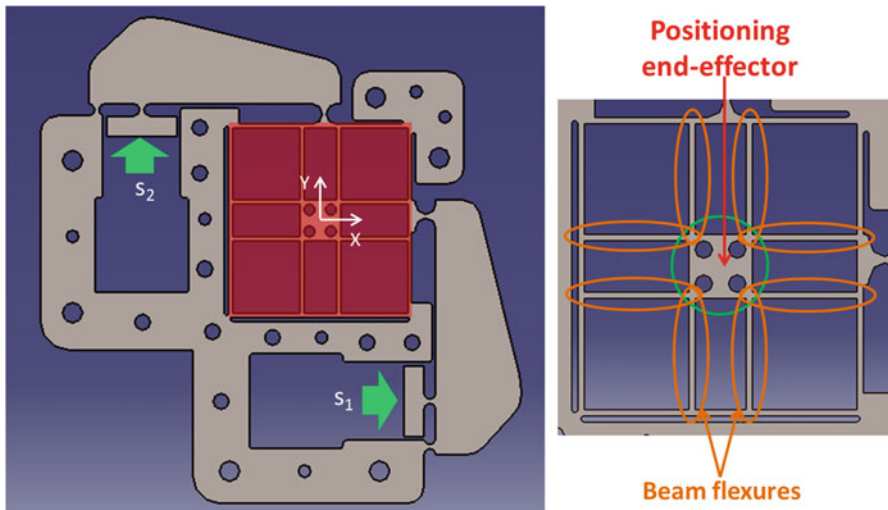 S₂
Y
X
S₁
Positioning
end-effector
Beam flexures